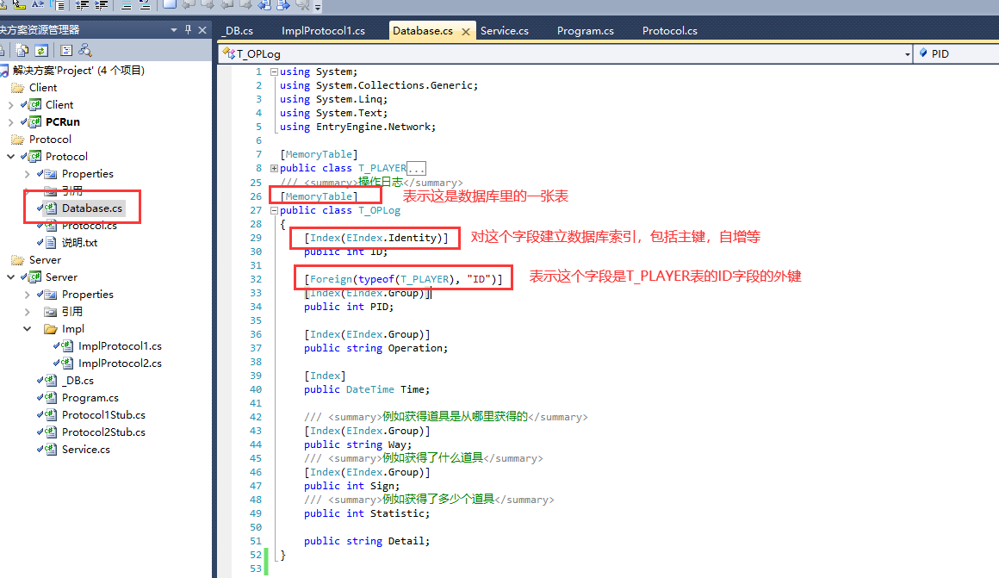 决方案资源管理器
解决方案'Project' (4 个项目)
Client
Client
PCRun
Protocol
Protocol
Properties
引用
Database.cs
Protocol.cs
说明.txt
Server
Server
Properties
引用
Impl
ImplProtocol1.cs
ImplProtocol2.cs
_DB.cs
Program.cs
Protocol1Stub.cs
Protocol2Stub.cs
Service.cs
_DB.cs ImplProtocol1.cs Database.cs Service.cs Program.cs Protocol.cs
T_OPLog PID
1 using System;
2 using System.Collections.Generic;
3 using System.Linq;
4 using System.Text;
5 using EntryEngine.Network;
6
7 [MemoryTable]
8 public class T_PLAYER...
25 /// <summary>操作日志</summary>
26 [MemoryTable] 表示这是数据库里的一张表
27 public class T_OPLog
28 {
29 [Index(EIndex.Identity)] 对这个字段建立数据库索引，包括主键，自增等
30 public int ID;
31
32 [Foreign(typeof(T_PLAYER), "ID")] 表示这个字段是T_PLAYER表的ID字段的外键
33 [Index(EIndex.Group)]
34 public int PID;
35
36 [Index(EIndex.Group)]
37 public string Operation;
38
39 [Index]
40 public DateTime Time;
41
42 /// <summary>例如获得道具是从哪里获得的</summary>
43 [Index(EIndex.Group)]
44 public string Way;
45 /// <summary>例如获得了什么道具</summary>
46 [Index(EIndex.Group)]
47 public int Sign;
48 /// <summary>例如获得了多少个道具</summary>
49 public int Statistic;
50
51 public string Detail;
52 }
53